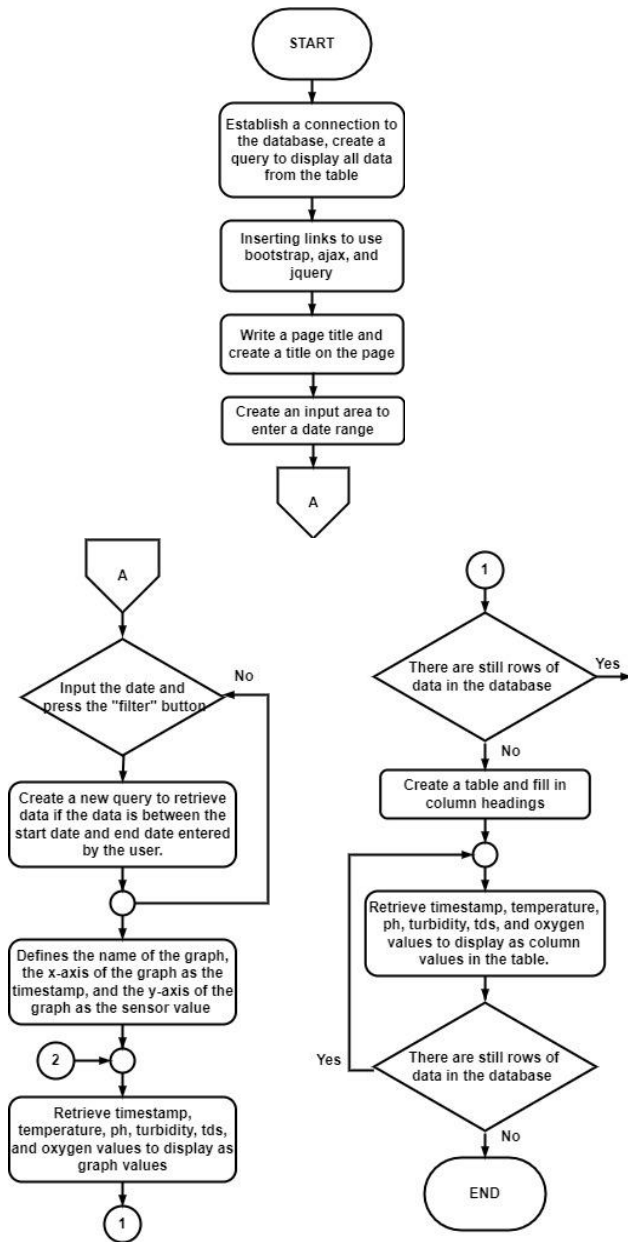 START
Establish a connection to
the database, create a
query to display all data
from the table
Inserting links to use
bootstrap, ajax, and
jquery
Write a page title and
create a title on the page
Create an input area to
enter a date range
A
A
Input the date and
press the "filter" button
No
Create a new query to retrieve
data if the data is between the
start date and end date entered
by the user.
Defines the name of the graph,
the x-axis of the graph as the
timestamp, and the y-axis of the
graph as the sensor value
2
Retrieve timestamp,
temperature, ph, turbidity, tds,
and oxygen values to display as
graph values
1
1
There are still rows of
data in the database
Yes
No
Create a table and fill in
column headings
Retrieve timestamp, temperature,
ph, turbidity, tds, and oxygen
values to display as column
values in the table.
Yes
There are still rows of
data in the database
No
END